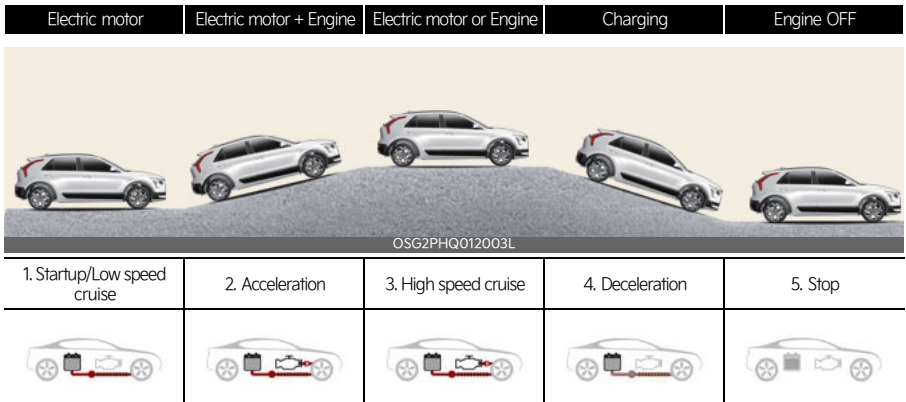 Electric motor
Electric motor + Engine
Electric motor or Engine
Charging
Engine OFF
OSG2PHQ012003L
1. Startup/Low speed
cruise
2. Acceleration
3. High speed cruise
4. Deceleration
5. Stop